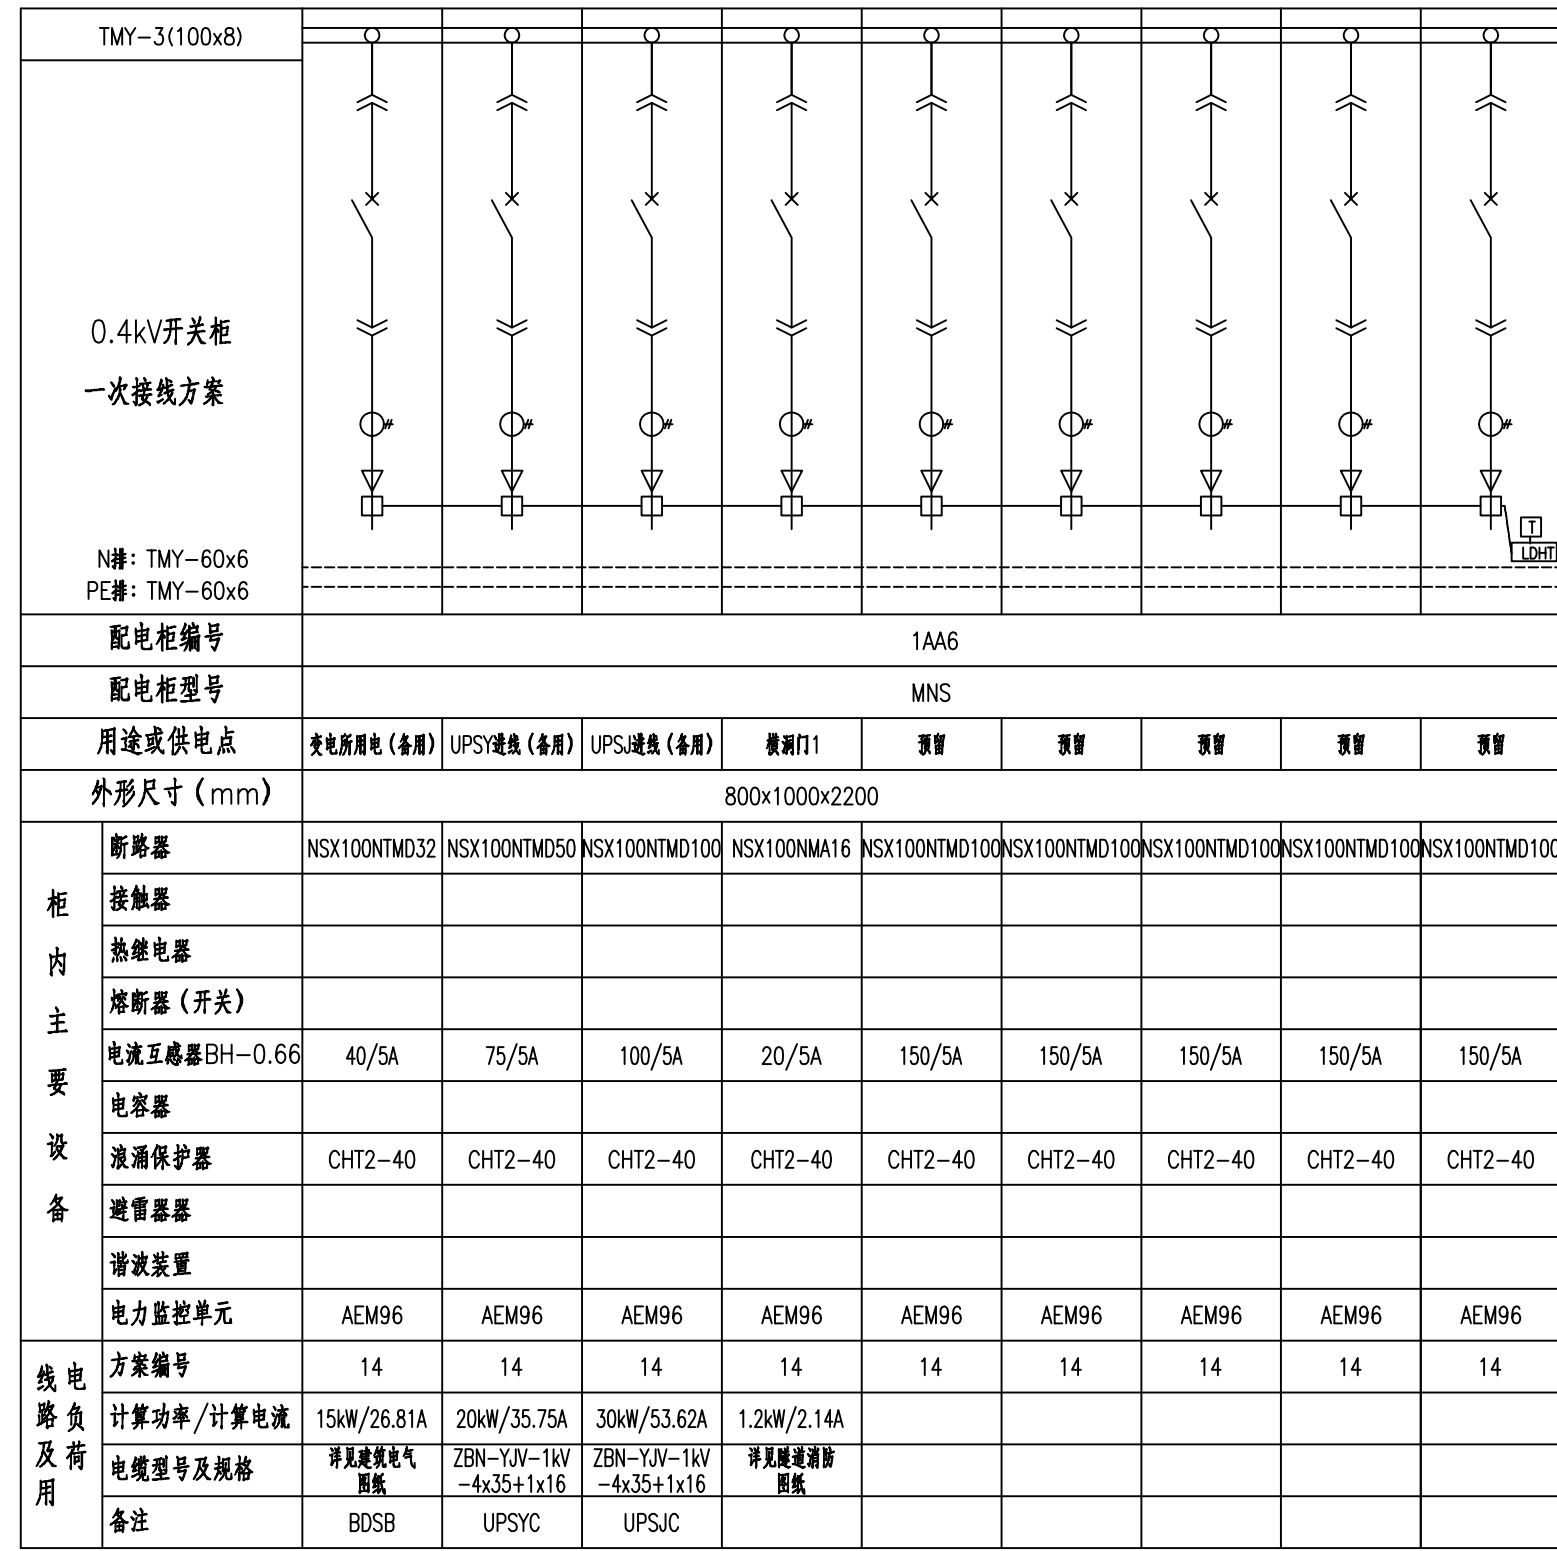 TMY-3(100x8)
0.4kV开关柜
一次接线方案
N排：TMY-60x6
PE排：TMY-60x6
T
LDHT
配电柜编号 1AA6
配电柜型号 MNS
用途或供电点 变电所用电（备用） UPSY进线（备用） UPSJ进线（备用） 横洞门1 预留 预留 预留 预留 预留
外形尺寸（mm） 800x1000x2200
柜内主要设备
断路器 NSX100NTMD32 NSX100NTMD50 NSX100NTMD100 NSX100NMA16 NSX100NTMD100 NSX100NTMD100 NSX100NTMD100 NSX100NTMD100 NSX100NTMD100
接触器
热继电器
熔断器（开关）
电流互感器BH-0.66 40/5A 75/5A 100/5A 20/5A 150/5A 150/5A 150/5A 150/5A 150/5A
电容器
浪涌保护器 CHT2-40 CHT2-40 CHT2-40 CHT2-40 CHT2-40 CHT2-40 CHT2-40 CHT2-40 CHT2-40
避雷器器
谐波装置
电力监控单元 AEM96 AEM96 AEM96 AEM96 AEM96 AEM96 AEM96 AEM96 AEM96
线路及用
电负荷
方案编号 14 14 14 14 14 14 14 14 14
计算功率/计算电流 15kW/26.81A 20kW/35.75A 30kW/53.62A 1.2kW/2.14A
电缆型号及规格 详见建筑电气 ZBN-YJV-1kV ZBN-YJV-1kV 详见隧道消防
图纸 -4x35+1x16 -4x35+1x16 图纸
备注 BDSB UPSYC UPSJC